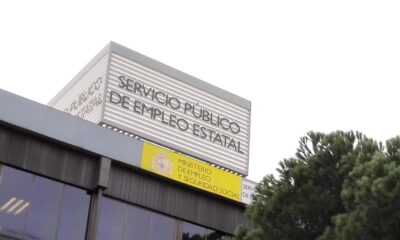 SERVICIO PÚBLICO
DE EMPLEO ESTATAL
MINISTERIO
DE EMPLEO
Y SEGURIDAD SOCIAL